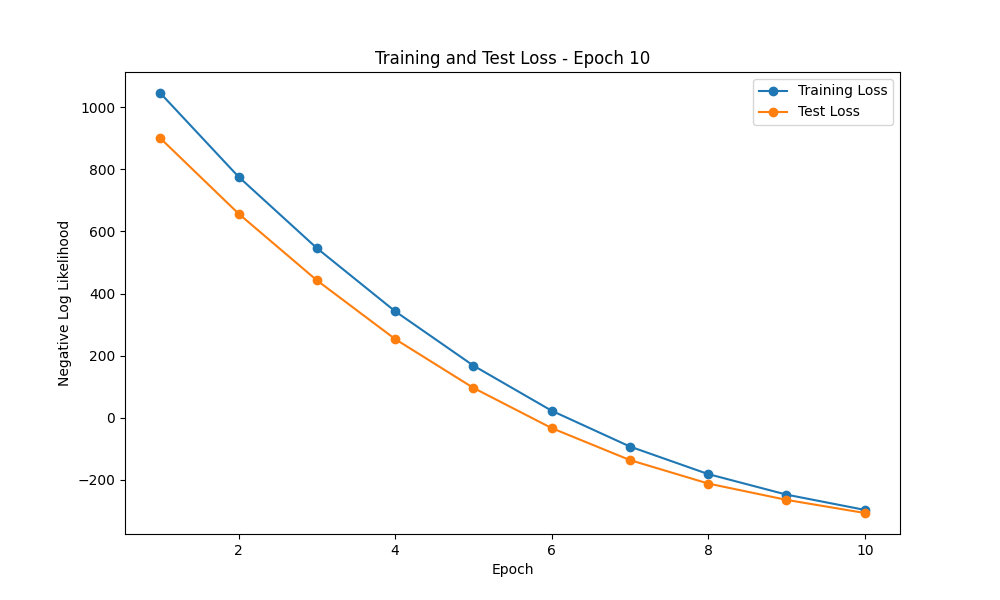 Training and Test Loss - Epoch 10
Training Loss
Test Loss
1000
800
600
400
200
0
−200
Negative Log Likelihood
2 4 6 8 10
Epoch